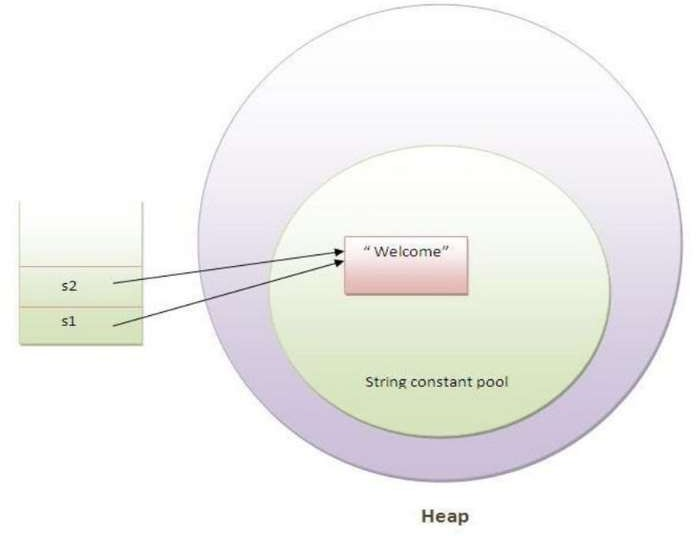 “ Welcome”
s2
s1
String constant pool
Heap